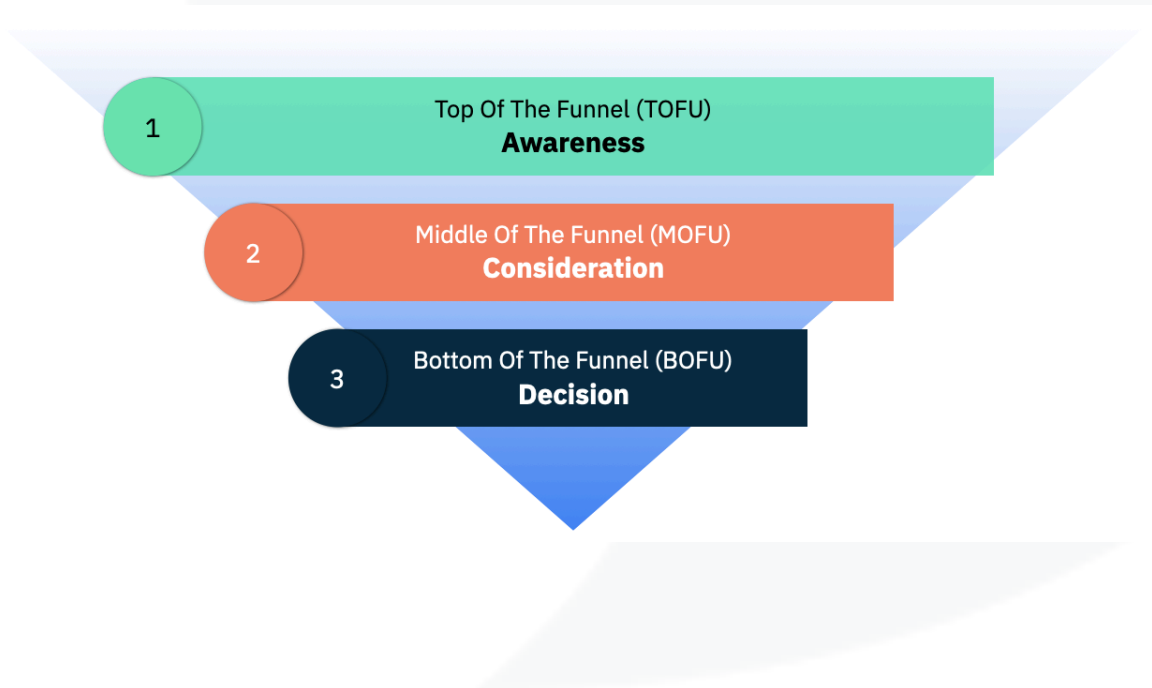 1
Top Of The Funnel (TOFU)
Awareness
2
Middle Of The Funnel (MOFU)
Consideration
3
Bottom Of The Funnel (BOFU)
Decision